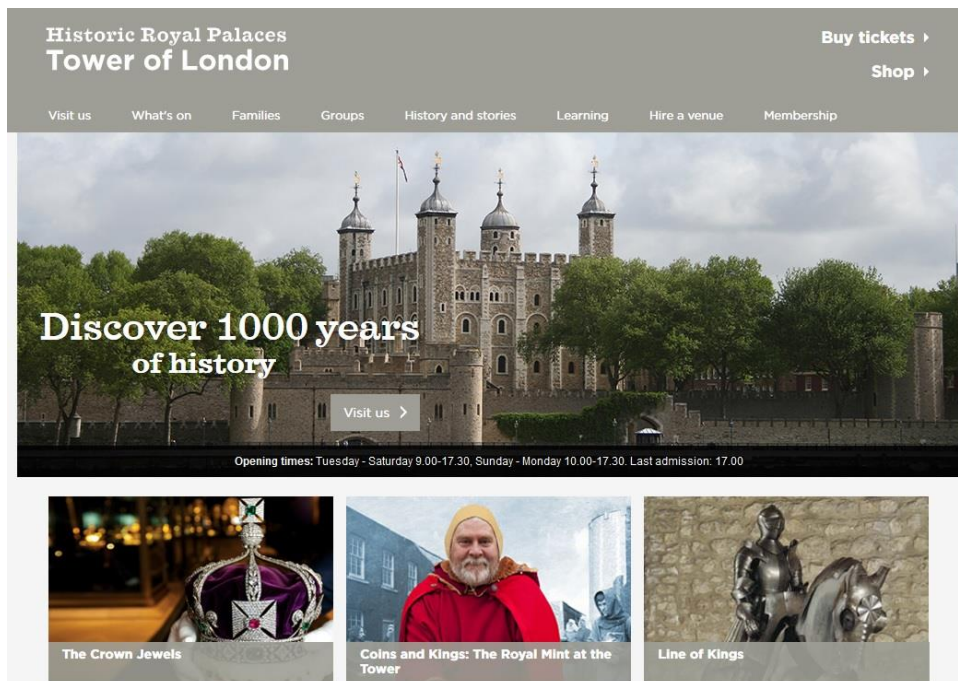 Historic Royal Palaces
Tower of London
Buy tickets
Shop
Visit us What's on Families Groups History and stories Learning Hire a venue Membership
Discover 1000 years
of history
Visit us
Opening times: Tuesday - Saturday 9.00-17.30, Sunday - Monday 10.00-17.30. Last admission: 17.00
The Crown Jewels
Coins and Kings: The Royal Mint at the
Tower
Line of Kings